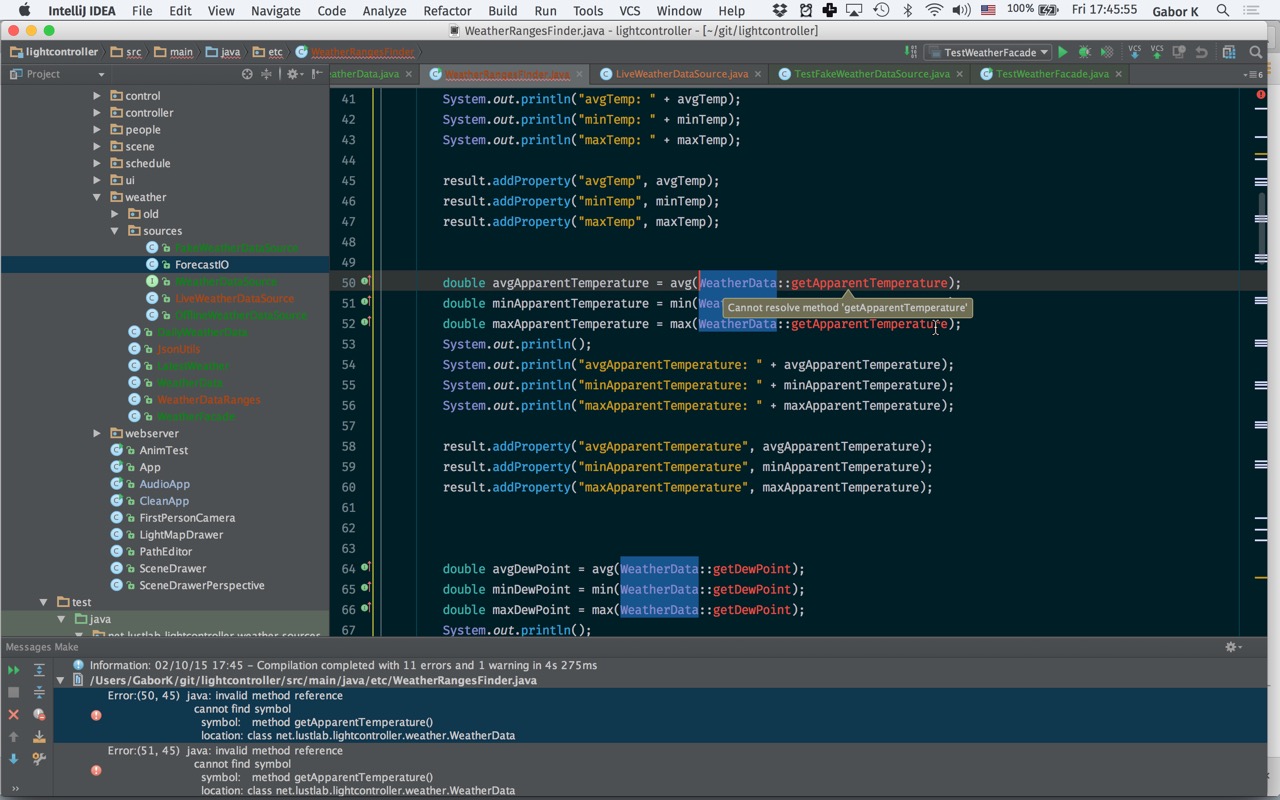 IntelliJ IDEA File Edit View Navigate Code Analyze Refactor Build Run Tools VCS Window Help 100% Fri 17:45:55 Gabor K
WeatherRangesFinder.java - lightcontroller - [~/git/lightcontroller]
lightcontroller src main java etc WeatherRangesFinder TestWeatherFacade VCS VCS
Project
eatherData.java WeatherRangesFinder.java LiveWeatherDataSource.java TestFakeWeatherDataSource.java TestWeatherFacade.java 6
control
controller
people
scene
schedule
ui
weather
old
sources
FakeWeatherDataSource
ForecastIO
WeatherDataSource
LiveWeatherDataSource
OfflineWeatherDataSource
DailyWeatherData
JsonUtils
WeatherData
WeatherDataRanges
webserver
AnimTest
App
AudioApp
CleanApp
FirstPersonCamera
LightMapDrawer
PathEditor
SceneDrawer
SceneDrawerPerspective
test
java
net.lustlab.lightcontroller.weather.sources
41 System.out.println("avgTemp: " + avgTemp);
42 System.out.println("minTemp: " + minTemp);
43 System.out.println("maxTemp: " + maxTemp);
44
45 result.addProperty("avgTemp", avgTemp);
46 result.addProperty("minTemp", minTemp);
47 result.addProperty("maxTemp", maxTemp);
48
49
50 double avgApparentTemperature = avg(WeatherData::getApparentTemperature);
51 double minApparentTemperature = min(Wea
Cannot resolve method 'getApparentTemperature'
52 double maxApparentTemperature = max(WeatherData::getApparentTemperature);
53 System.out.println();
54 System.out.println("avgApparentTemperature: " + avgApparentTemperature);
55 System.out.println("minApparentTemperature: " + minApparentTemperature);
56 System.out.println("maxApparentTemperature: " + maxApparentTemperature);
57
58 result.addProperty("avgApparentTemperature", avgApparentTemperature);
59 result.addProperty("minApparentTemperature", minApparentTemperature);
60 result.addProperty("maxApparentTemperature", maxApparentTemperature);
61
62
63
64 double avgDewPoint = avg(WeatherData::getDewPoint);
65 double minDewPoint = min(WeatherData::getDewPoint);
66 double maxDewPoint = max(WeatherData::getDewPoint);
67 System.out.println();
Messages Make
Information: 02/10/15 17:45 - Compilation completed with 11 errors and 1 warning in 4s 275ms
/Users/GaborK/git/lightcontroller/src/main/java/etc/WeatherRangesFinder.java
Error:(50, 45) java: invalid method reference
cannot find symbol
symbol: method getApparentTemperature()
location: class net.lustlab.lightcontroller.weather.WeatherData
Error:(51, 45) java: invalid method reference
cannot find symbol
symbol: method getApparentTemperature()
location: class net.lustlab.lightcontroller.weather.WeatherData